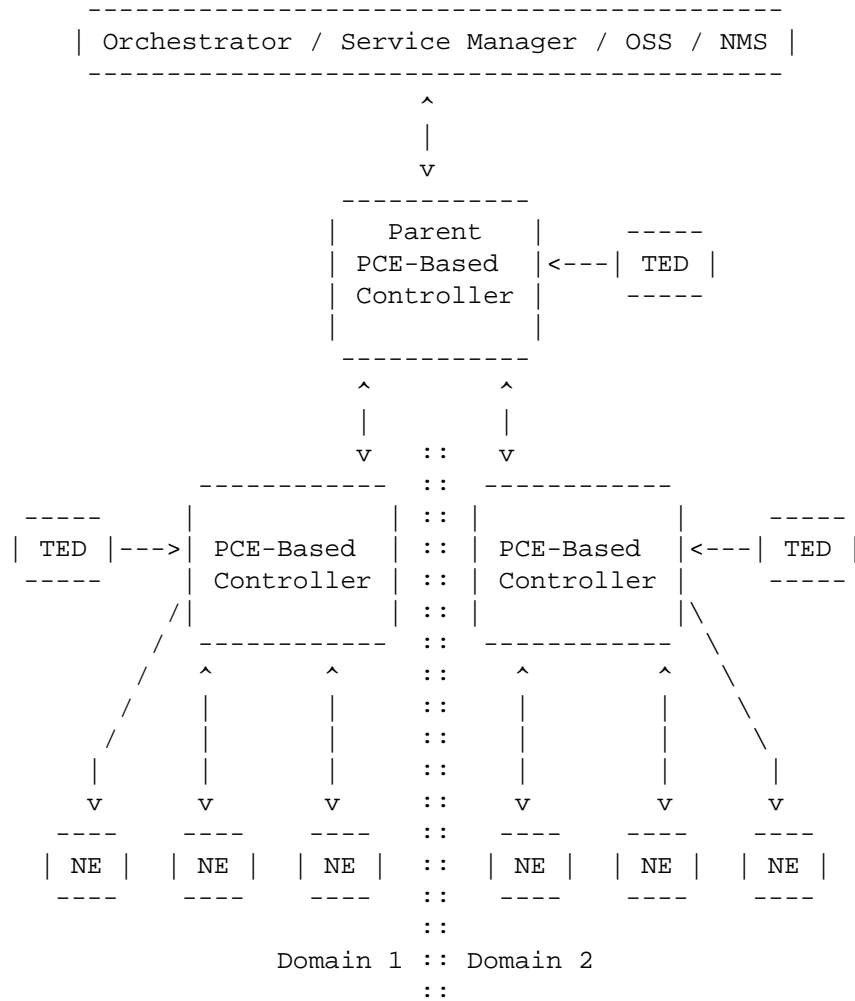 Orchestrator / Service Manager / OSS / NMS
Parent
PCE-Based
Controller
TED
TED
PCE-Based
Controller
PCE-Based
Controller
TED
NE
NE
NE
NE
NE
NE
Domain 1
Domain 2